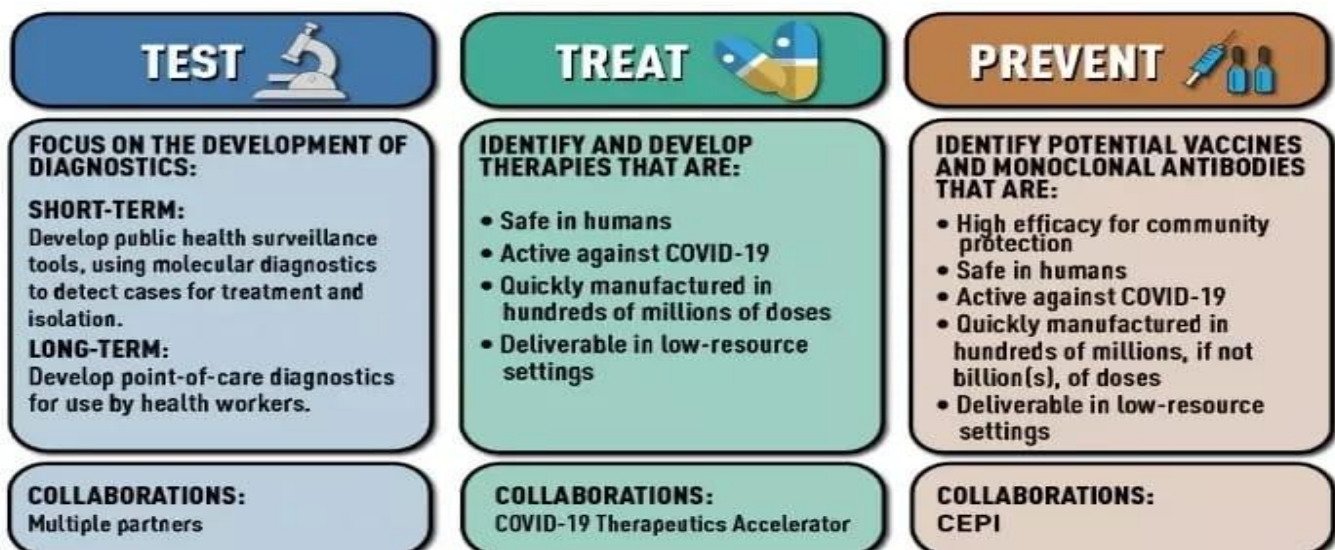 TEST
FOCUS ON THE DEVELOPMENT OF
DIAGNOSTICS:
SHORT-TERM:
Develop public health surveillance
tools, using molecular diagnostics
to detect cases for treatment and
isolation.
LONG-TERM:
Develop point-of-care diagnostics
for use by health workers.
COLLABORATIONS:
Multiple partners
TREAT
IDENTIFY AND DEVELOP
THERAPIES THAT ARE:
• Safe in humans
• Active against COVID-19
• Quickly manufactured in
hundreds of millions of doses
• Deliverable in low-resource
settings
COLLABORATIONS:
COVID-19 Therapeutics Accelerator
PREVENT
IDENTIFY POTENTIAL VACCINES
AND MONOCLONAL ANTIBODIES
THAT ARE:
• High efficacy for community
protection
• Safe in humans
• Active against COVID-19
• Quickly manufactured in
hundreds of millions, if not
billion(s), of doses
• Deliverable in low-resource
settings
COLLABORATIONS:
CEPI